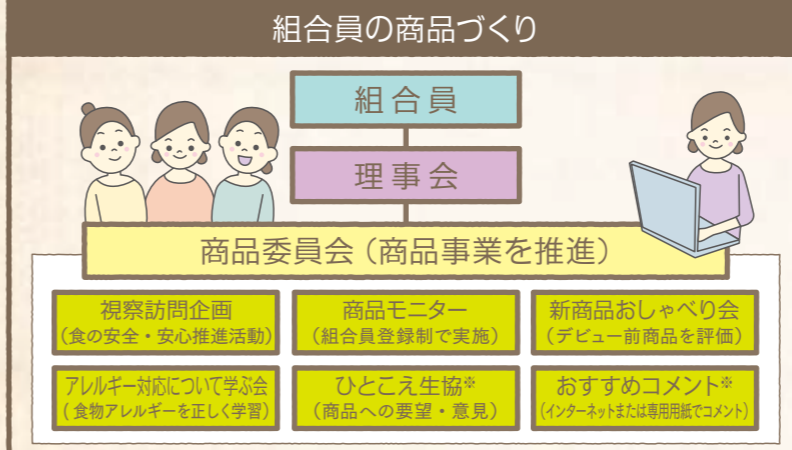 組合員の商品づくり
組合員
理事会
商品委員会（商品事業を推進）
視察訪問企画
（食の安全・安心推進活動）
商品モニター
（組合員登録制で実施）
新商品おしゃべり会
（デビュー前商品を評価）
アレルギー対応について学ぶ会
（食物アレルギーを正しく学習）
ひとこえ生協※
（商品への要望・意見）
おすすめコメント※
（インターネットまたは専用用紙でコメント）